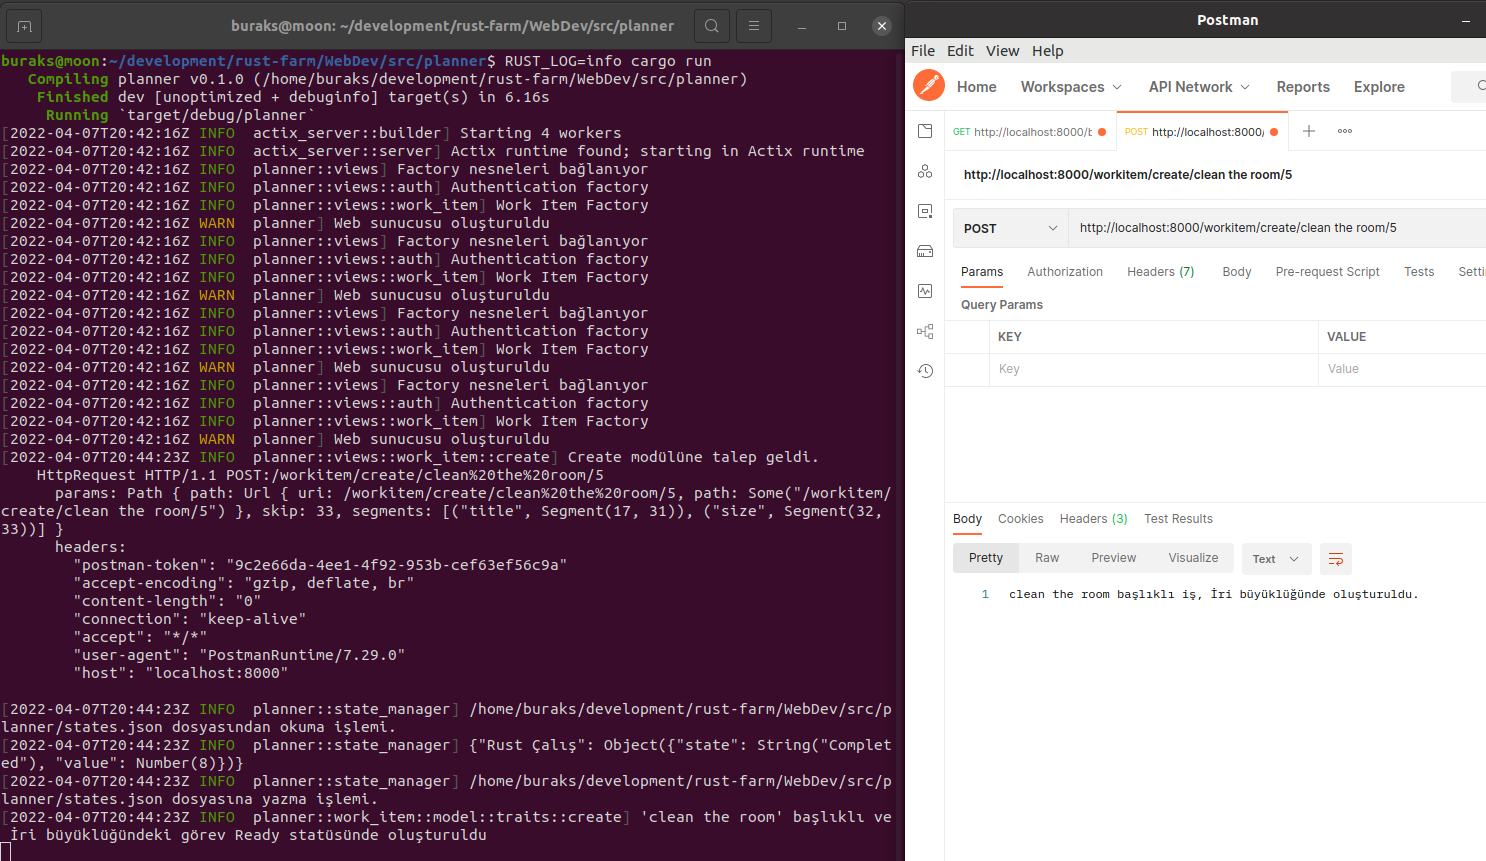 buraks@moon: ~/development/rust-farm/WebDev/src/planner
buraks@moon:~/development/rust-farm/WebDev/src/planner$ RUST_LOG=info cargo run
Compiling planner v0.1.0 (/home/buraks/development/rust-farm/WebDev/src/planner)
Finished dev [unoptimized + debuginfo] target(s) in 6.16s
Running `target/debug/planner`
[2022-04-07T20:42:16Z INFO  actix_server::builder] Starting 4 workers
[2022-04-07T20:42:16Z INFO  actix_server::server] Actix runtime found; starting in Actix runtime
[2022-04-07T20:42:16Z INFO  planner::views] Factory nesneleri bağlanıyor
[2022-04-07T20:42:16Z INFO  planner::views::auth] Authentication factory
[2022-04-07T20:42:16Z INFO  planner::views::work_item] Work Item Factory
[2022-04-07T20:42:16Z WARN  planner] Web sunucusu oluşturuldu
[2022-04-07T20:42:16Z INFO  planner::views] Factory nesneleri bağlanıyor
[2022-04-07T20:42:16Z INFO  planner::views::auth] Authentication factory
[2022-04-07T20:42:16Z INFO  planner::views::work_item] Work Item Factory
[2022-04-07T20:42:16Z WARN  planner] Web sunucusu oluşturuldu
[2022-04-07T20:42:16Z INFO  planner::views] Factory nesneleri bağlanıyor
[2022-04-07T20:42:16Z INFO  planner::views::auth] Authentication factory
[2022-04-07T20:42:16Z INFO  planner::views::work_item] Work Item Factory
[2022-04-07T20:42:16Z WARN  planner] Web sunucusu oluşturuldu
[2022-04-07T20:42:16Z INFO  planner::views] Factory nesneleri bağlanıyor
[2022-04-07T20:42:16Z INFO  planner::views::auth] Authentication factory
[2022-04-07T20:42:16Z INFO  planner::views::work_item] Work Item Factory
[2022-04-07T20:42:16Z WARN  planner] Web sunucusu oluşturuldu
[2022-04-07T20:44:23Z INFO  planner::views::work_item::create] Create modülüne talep geldi.
HttpRequest HTTP/1.1 POST:/workitem/create/clean%20the%20room/5
params: Path { path: Url { uri: /workitem/create/clean%20the%20room/5, path: Some("/workitem/
create/clean the room/5") }, skip: 33, segments: [("title", Segment(17, 31)), ("size", Segment(32,
33))] }
headers:
"postman-token": "9c2e66da-4ee1-4f92-953b-cef63ef56c9a"
"accept-encoding": "gzip, deflate, br"
"content-length": "0"
"connection": "keep-alive"
"accept": "*/*"
"user-agent": "PostmanRuntime/7.29.0"
"host": "localhost:8000"
[2022-04-07T20:44:23Z INFO  planner::state_manager] /home/buraks/development/rust-farm/WebDev/src/p
lanner/states.json dosyasından okuma işlemi.
[2022-04-07T20:44:23Z INFO  planner::state_manager] {"Rust Çalış": Object({"state": String("Complet
ed"), "value": Number(8)})}
[2022-04-07T20:44:23Z INFO  planner::state_manager] /home/buraks/development/rust-farm/WebDev/src/p
lanner/states.json dosyasına yazma işlemi.
[2022-04-07T20:44:23Z INFO  planner::work_item::model::traits::create] 'clean the room' başlıklı ve
İri büyüklüğündeki görev Ready statüsünde oluşturuldu
Postman
File Edit View Help
Home Workspaces API Network Reports Explore
GET http://localhost:8000/b POST http://localhost:8000/
http://localhost:8000/workitem/create/clean the room/5
POST http://localhost:8000/workitem/create/clean the room/5
Params Authorization Headers (7) Body Pre-request Script Tests Setti
Query Params
KEY VALUE
Key Value
Body Cookies Headers (3) Test Results
Pretty Raw Preview Visualize Text
1 clean the room başlıklı iş, İri büyüklüğünde oluşturuldu.